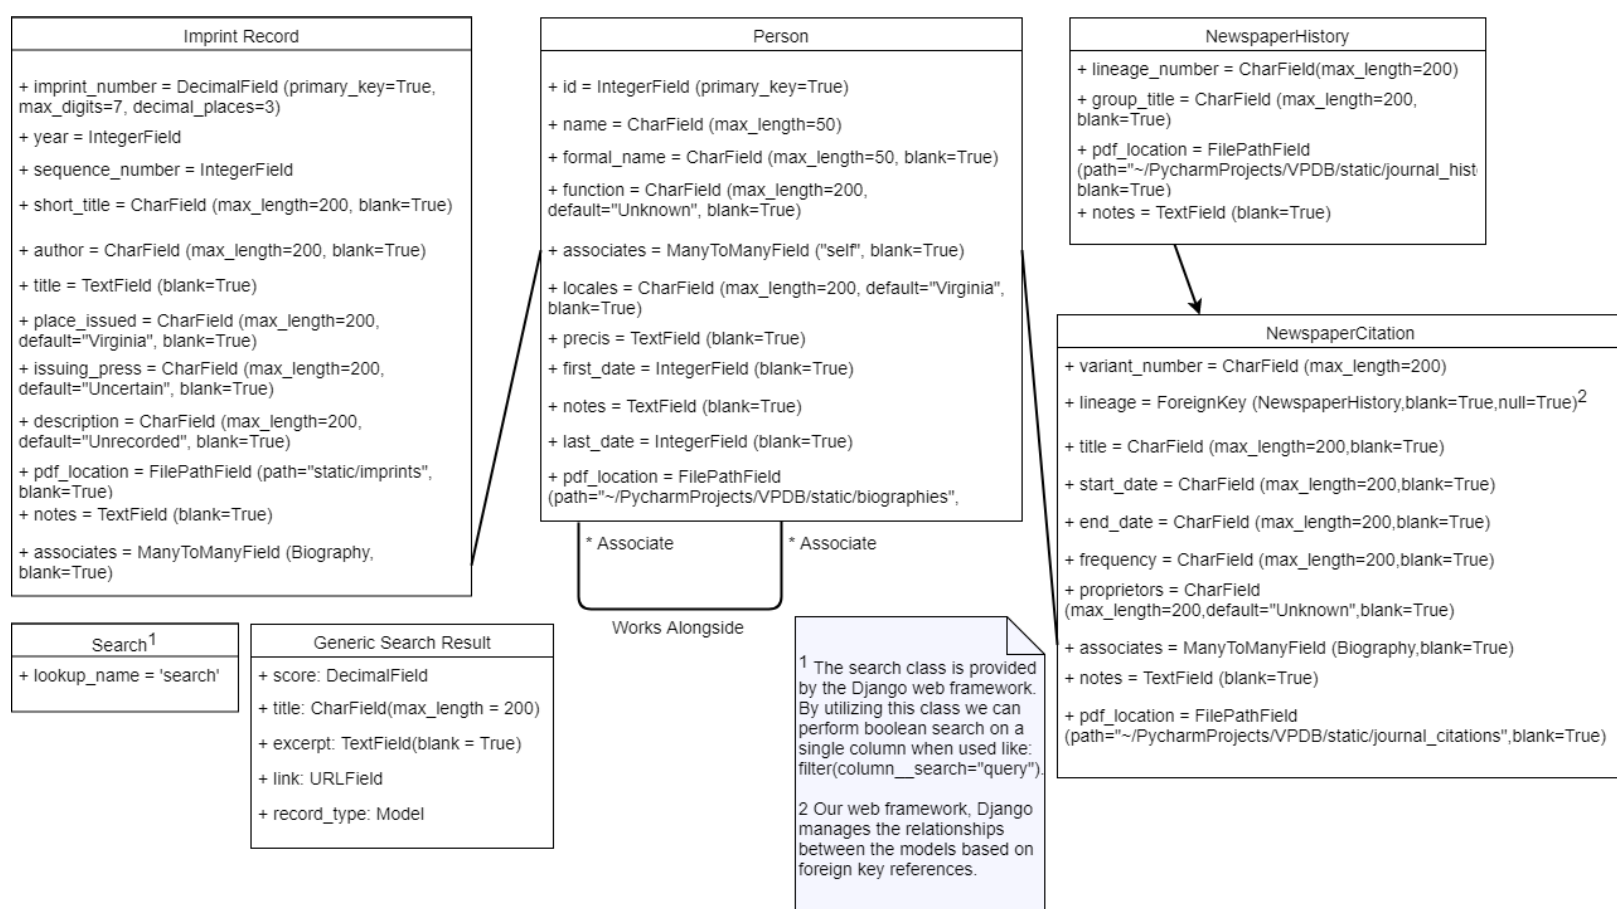 Imprint Record
+ imprint_number = DecimalField (primary_key=True,
max_digits=7, decimal_places=3)
+ year = IntegerField
+ sequence_number = IntegerField
+ short_title = CharField (max_length=200, blank=True)
+ author = CharField (max_length=200, blank=True)
+ title = TextField (blank=True)
+ place_issued = CharField (max_length=200,
default="Virginia", blank=True)
+ issuing_press = CharField (max_length=200,
default="Uncertain", blank=True)
+ description = CharField (max_length=200,
default="Unrecorded", blank=True)
+ pdf_location = FilePathField (path="static/imprints",
blank=True)
+ notes = TextField (blank=True)
+ associates = ManyToManyField (Biography,
blank=True)
Person
+ id = IntegerField (primary_key=True)
+ name = CharField (max_length=50)
+ formal_name = CharField (max_length=50, blank=True)
+ function = CharField (max_length=200,
default="Unknown", blank=True)
+ associates = ManyToManyField ("self", blank=True)
+ locales = CharField (max_length=200, default="Virginia",
blank=True)
+ precis = TextField (blank=True)
+ first_date = IntegerField (blank=True)
+ notes = TextField (blank=True)
+ last_date = IntegerField (blank=True)
+ pdf_location = FilePathField
(path="~/PycharmProjects/VPDB/static/biographies",
* Associate
* Associate
Works Alongside
NewspaperHistory
+ lineage_number = CharField(max_length=200)
+ group_title = CharField (max_length=200,
blank=True)
+ pdf_location = FilePathField
(path="~/PycharmProjects/VPDB/static/journal_hist
blank=True)
+ notes = TextField (blank=True)
NewspaperCitation
+ variant_number = CharField (max_length=200)
+ lineage = ForeignKey (NewspaperHistory,blank=True,null=True)2
+ title = CharField (max_length=200,blank=True)
+ start_date = CharField (max_length=200,blank=True)
+ end_date = CharField (max_length=200,blank=True)
+ frequency = CharField (max_length=200,blank=True)
+ proprietors = CharField
(max_length=200,default="Unknown",blank=True)
+ associates = ManyToManyField (Biography,blank=True)
+ notes = TextField (blank=True)
+ pdf_location = FilePathField
(path="~/PycharmProjects/VPDB/static/journal_citations",blank=True)
Search1
+ lookup_name = 'search'
Generic Search Result
+ score: DecimalField
+ title: CharField(max_length = 200)
+ excerpt: TextField(blank = True)
+ link: URLField
+ record_type: Model
1 The search class is provided
by the Django web framework.
By utilizing this class we can
perform boolean search on a
single column when used like:
filter(column__search="query").
2 Our web framework, Django
manages the relationships
between the models based on
foreign key references.